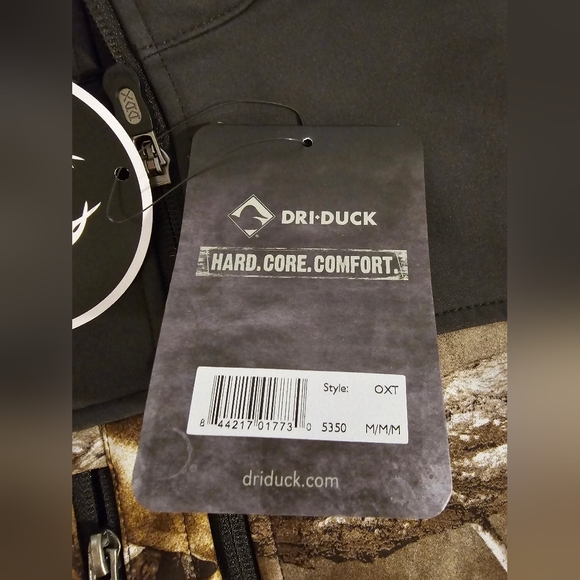 DRI•DUCK
HARD.CORE.COMFORT.
Style: OXT
8 44217 01773 0 5350 M/M/M
driduck.com